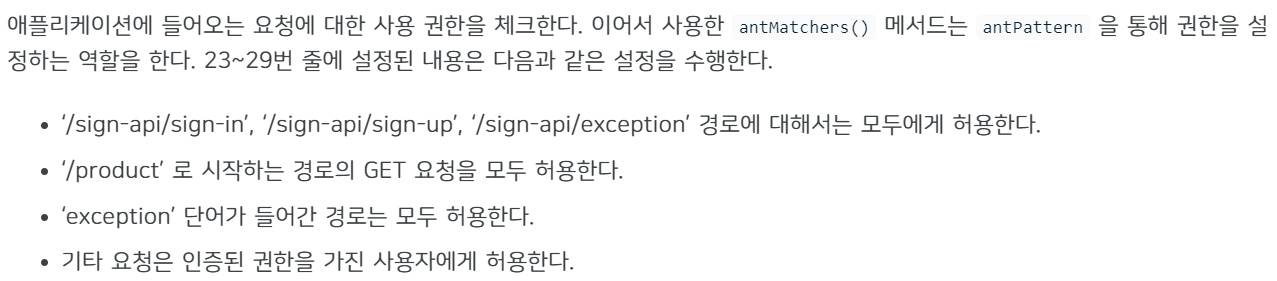 애플리케이션에 들어오는 요청에 대한 사용 권한을 체크한다. 이어서 사용한 antMatchers() 메서드는 antPattern 을 통해 권한을 설
정하는 역할을 한다. 23~29번 줄에 설정된 내용은 다음과 같은 설정을 수행한다.
• ‘/sign-api/sign-in’, ‘/sign-api/sign-up’, ‘/sign-api/exception’ 경로에 대해서는 모두에게 허용한다.
• ‘/product’ 로 시작하는 경로의 GET 요청을 모두 허용한다.
• ‘exception’ 단어가 들어간 경로는 모두 허용한다.
• 기타 요청은 인증된 권한을 가진 사용자에게 허용한다.